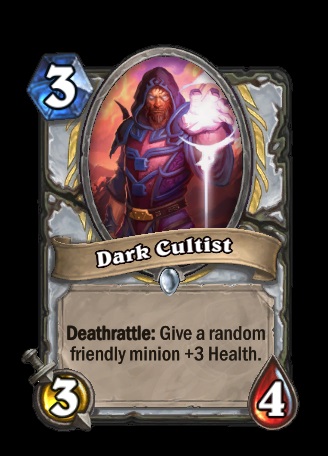 3
Dark Cultist
Deathrattle: Give a random
friendly minion +3 Health.
3
4